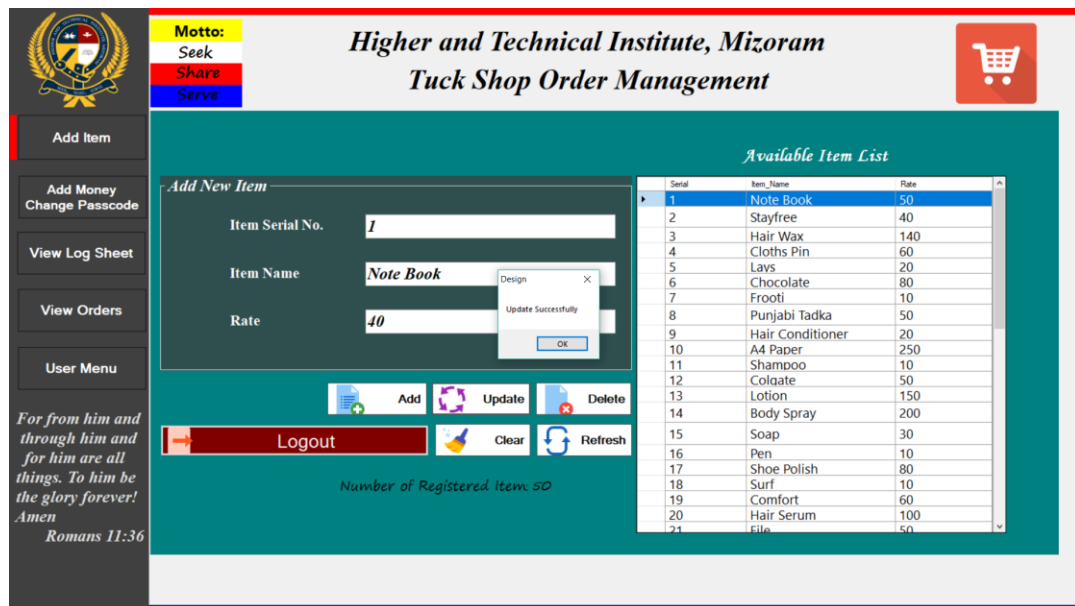 Motto:
Seek
Share
Serve
Higher and Technical Institute, Mizoram
Tuck Shop Order Management
Add Item
Add Money
Change Passcode
View Log Sheet
View Orders
User Menu
For from him and
through him and
for him are all
things. To him be
the glory forever!
Amen
Romans 11:36
Add New Item
Item Serial No. 1
Item Name Note Book
Rate 40
Design
Update Successfully
OK
Add Update Delete
Logout Clear Refresh
Number of Registered Item: 50
Available Item List
Serial Item_Name Rate
1 Note Book 50
2 Stayfree 40
3 Hair Wax 140
4 Cloths Pin 60
5 Lays 20
6 Chocolate 80
7 Frooti 10
8 Punjabi Tadka 50
9 Hair Conditioner 20
10 A4 Paper 250
11 Shampoo 10
12 Colgate 50
13 Lotion 150
14 Body Spray 200
15 Soap 30
16 Pen 10
17 Shoe Polish 80
18 Surf 10
19 Comfort 60
20 Hair Serum 100
21 File 50